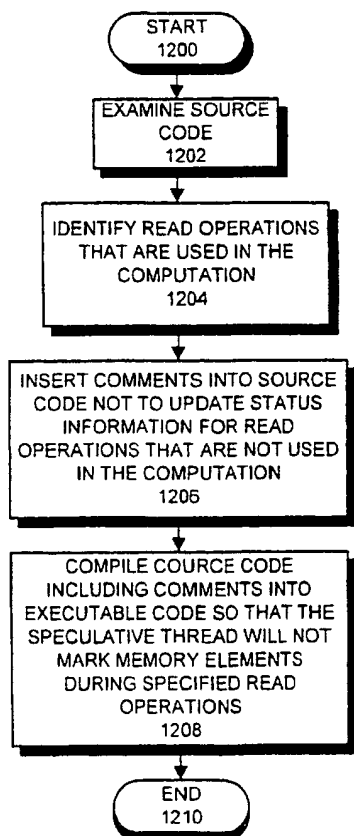 START
1200
EXAMINE SOURCE
CODE
1202
IDENTIFY READ OPERATIONS
THAT ARE USED IN THE
COMPUTATION
1204
INSERT COMMENTS INTO SOURCE
CODE NOT TO UPDATE STATUS
INFORMATION FOR READ
OPERATIONS THAT ARE NOT USED
IN THE COMPUTATION
1206
COMPILE COURCE CODE
INCLUDING COMMENTS INTO
EXECUTABLE CODE SO THAT THE
SPECULATIVE THREAD WILL NOT
MARK MEMORY ELEMENTS
DURING SPECIFIED READ
OPERATIONS
1208
END
1210